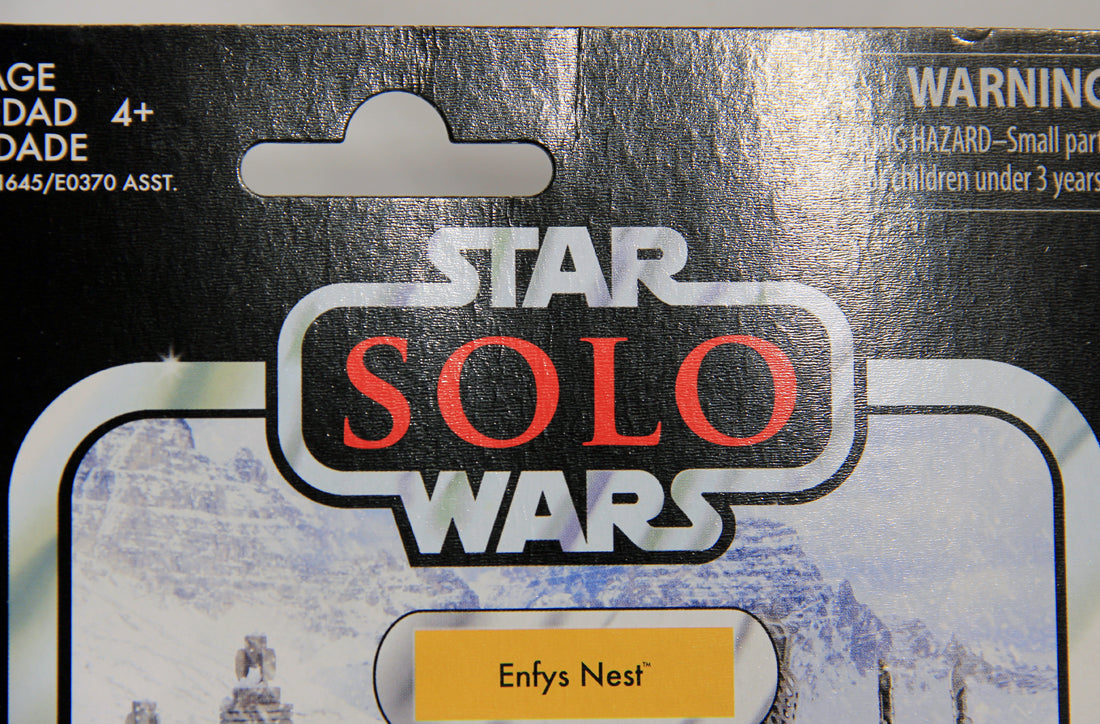 AGE
DAD 4+
DADE
1645/E0370 ASST.
WARNING
HAZARD–Small part
children under 3 years
STAR
SOLO
WARS
Enfys Nest™